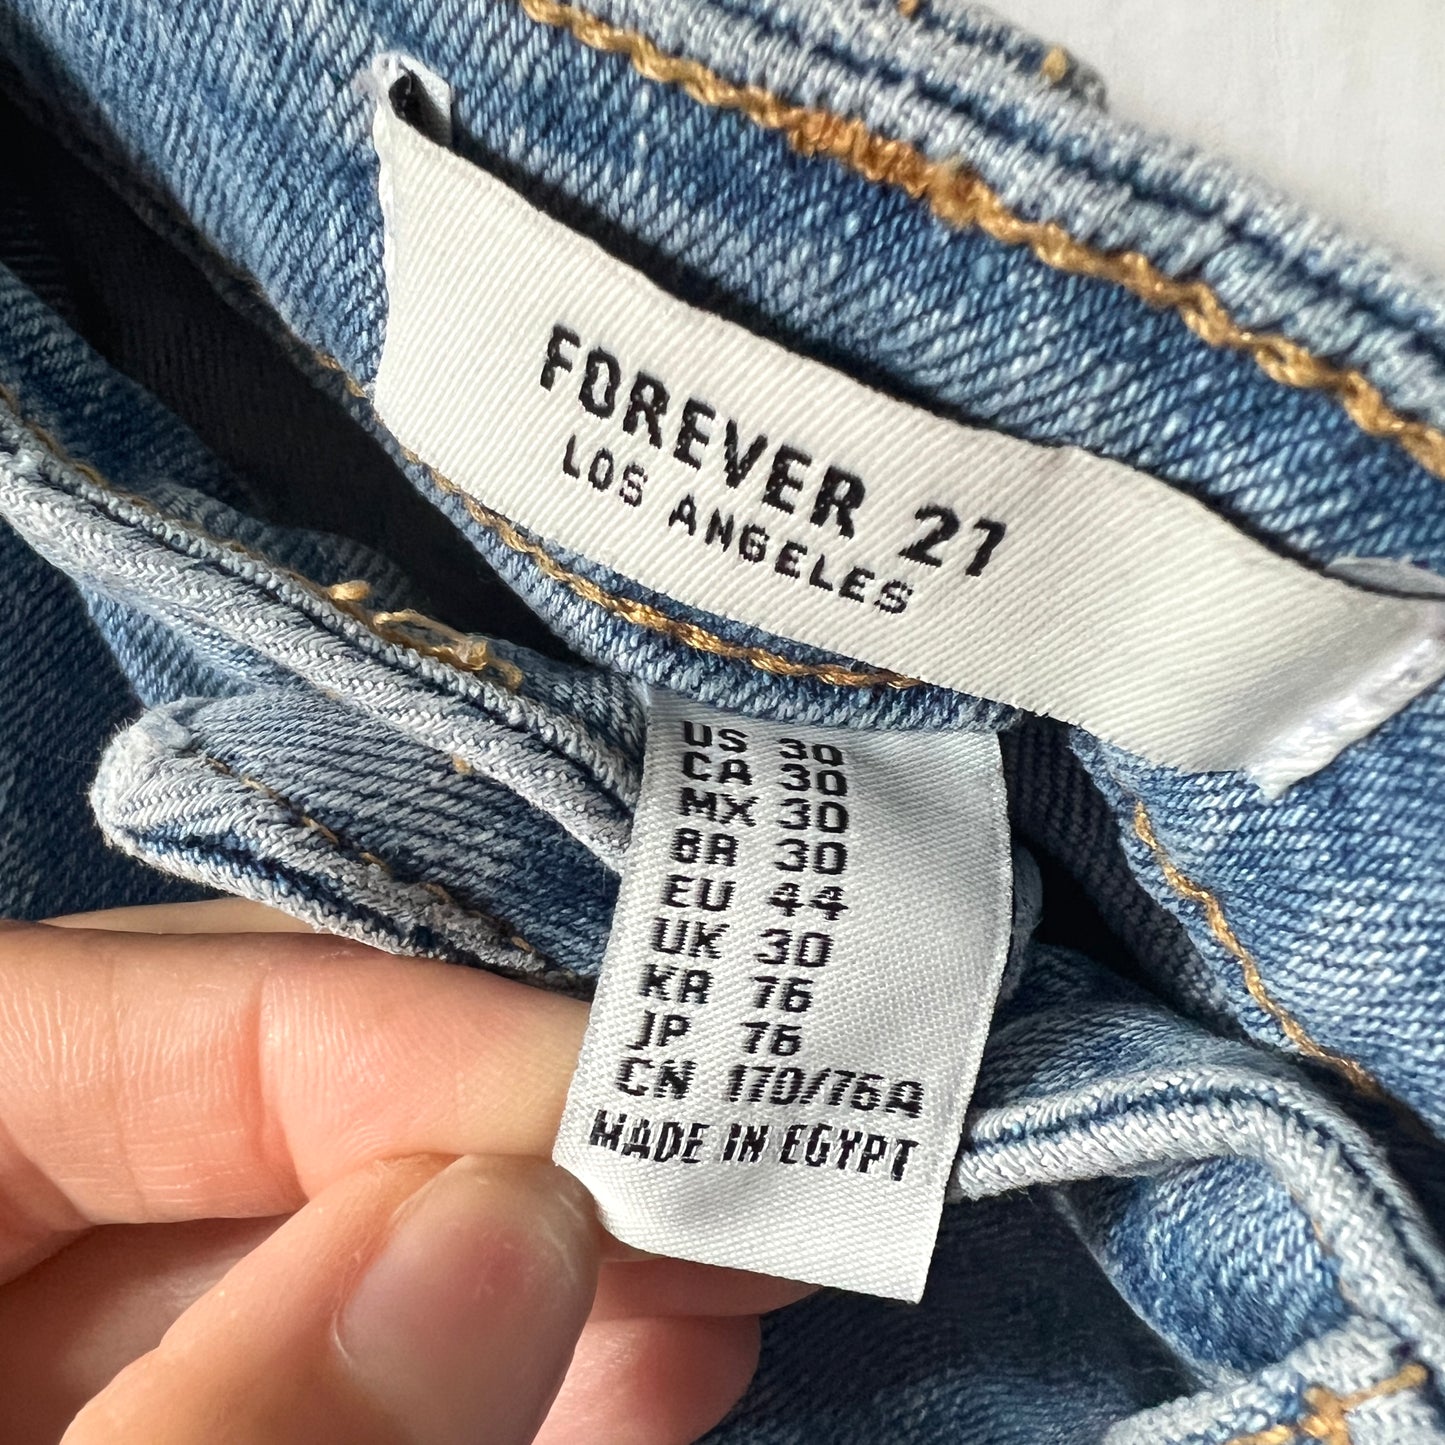 FOREVER 21
LOS ANGELES
US 30
CA 30
MX 30
BR 30
EU 44
UK 30
KR 76
JP 76
CN 170/76A
MADE IN EGYPT